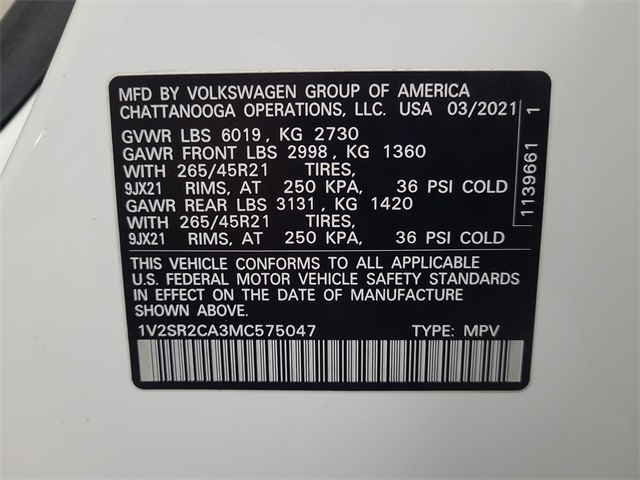 MFD BY VOLKSWAGEN GROUP OF AMERICA
CHATTANOOGA OPERATIONS, LLC. USA 03/2021
GVWR LBS 6019, KG 2730
GAWR FRONT LBS 2998, KG 1360
WITH 265/45R21 TIRES,
9JX21 RIMS, AT 250 KPA, 36 PSI COLD
GAWR REAR LBS 3131, KG 1420
WITH 265/45R21 TIRES,
9JX21 RIMS, AT 250 KPA, 36 PSI COLD
THIS VEHICLE CONFORMS TO ALL APPLICABLE
U.S. FEDERAL MOTOR VEHICLE SAFETY STANDARDS
IN EFFECT ON THE DATE OF MANUFACTURE
SHOWN ABOVE.
1V2SR2CA3MC575047 TYPE: MPV
1139661 1